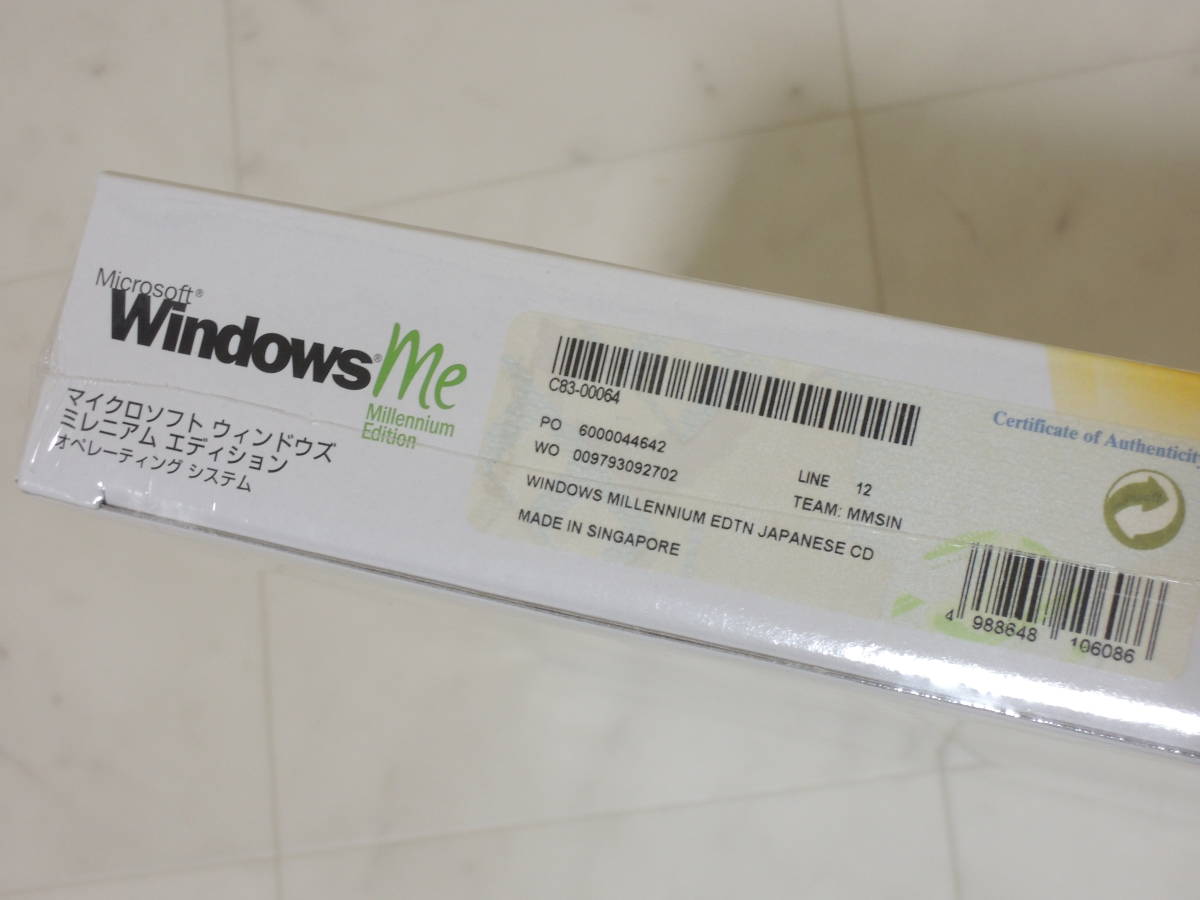 Microsoft®
Windows® Me
Millennium
Edition
マイクロソフト ウィンドウズ
ミレニアム エディション
オペレーティング システム
C83-00064
PO 6000044642
WO 009793092702
LINE 12
TEAM: MMSIN
WINDOWS MILLENNIUM EDTN JAPANESE CD
MADE IN SINGAPORE
Certificate of Authenticity
4 988648 106086